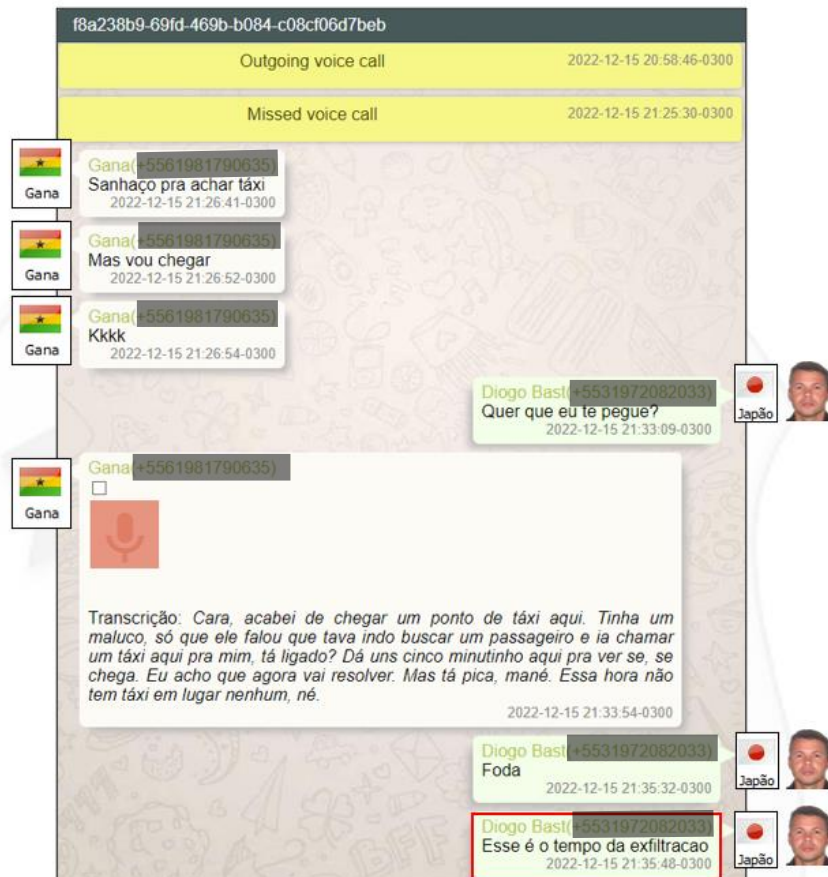 f8a238b9-69fd-469b-b084-c08cf06d7beb
Outgoing voice call 2022-12-15 20:58:46-0300
Missed voice call 2022-12-15 21:25:30-0300
Gana(
Sanhaço pra achar táxi
2022-12-15 21:26:41-0300
Gana
Gana(
Mas vou chegar
2022-12-15 21:26:52-0300
Gana
Gana(
Kkkk
2022-12-15 21:26:54-0300
Gana
Diogo Bast(
Quer que eu te pegue?
2022-12-15 21:33:09-0300
Japão
Gana(
Gana
Transcrição: Cara, acabei de chegar um ponto de táxi aqui. Tinha um
maluco, só que ele falou que tava indo buscar um passageiro e ia chamar
um táxi aqui pra mim, tá ligado? Dá uns cinco minutinho aqui pra ver se, se
chega. Eu acho que agora vai resolver. Mas tá pica, mané. Essa hora não
tem táxi em lugar nenhum, né.
2022-12-15 21:33:54-0300
Diogo Bast(
Foda
2022-12-15 21:35:32-0300
Japão
Diogo Bast(
Esse é o tempo da exfiltracao
2022-12-15 21:35:48-0300
Japão